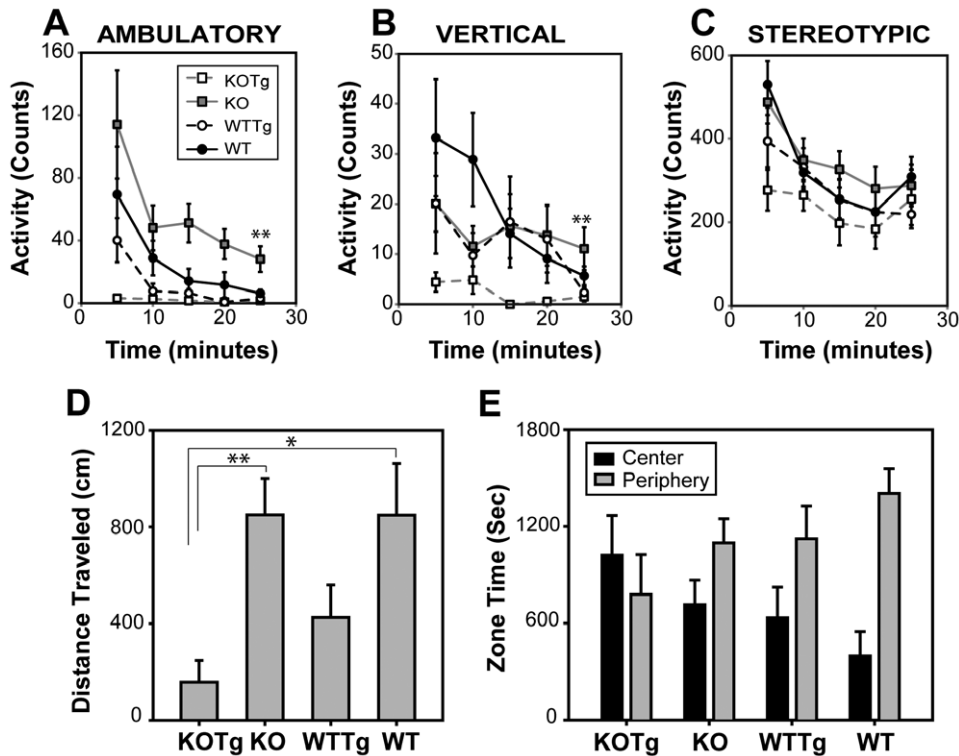 A AMBULATORY
Activity (Counts)
160
120
80
40
0
KOTg
KO
WTTg
WT
**
0 10 20 30
Time (minutes)
B VERTICAL
Activity (Counts)
50
40
30
20
10
0
**
0 10 20 30
Time (minutes)
C STEREOTYPIC
Activity (Counts)
600
400
200
0
0 10 20 30
Time (minutes)
D
Distance Traveled (cm)
1200
800
400
0
*
**
KOTg KO WTTg WT
E
Zone Time (Sec)
1800
1200
600
0
Center
Periphery
KOTg KO WTTg WT